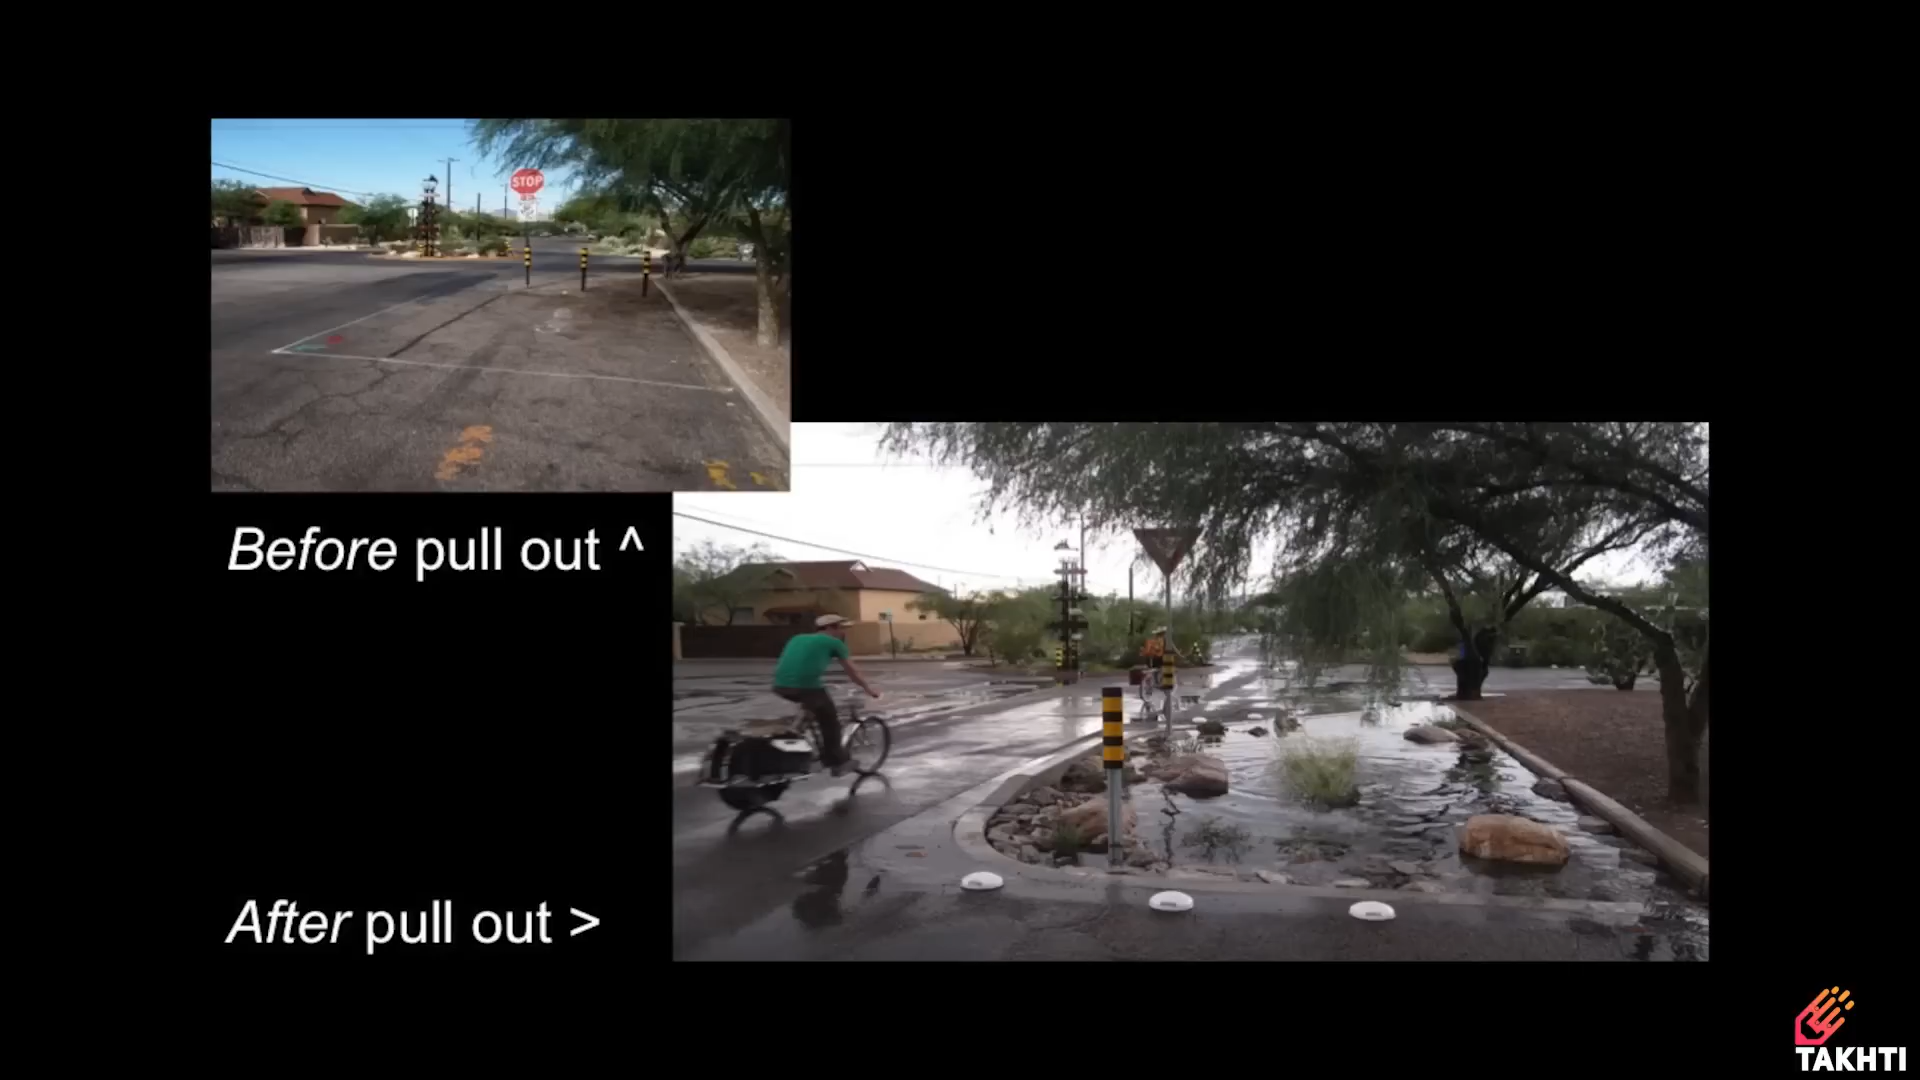 STOP
Before pull out ^
After pull out >
TAKHTI